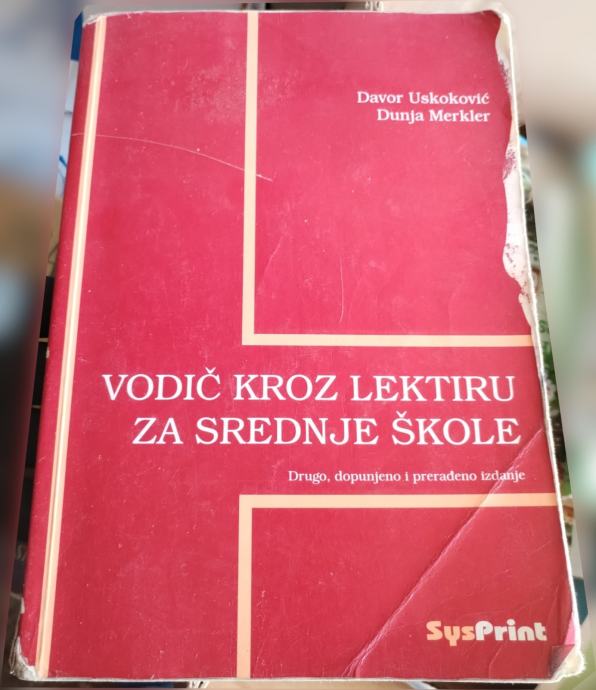 Davor Uskoković
Dunja Merkler
VODIČ KROZ LEKTIRU
ZA SREDNJE ŠKOLE
Drugo, dopunjeno i prerađeno izdanje
SysPrint